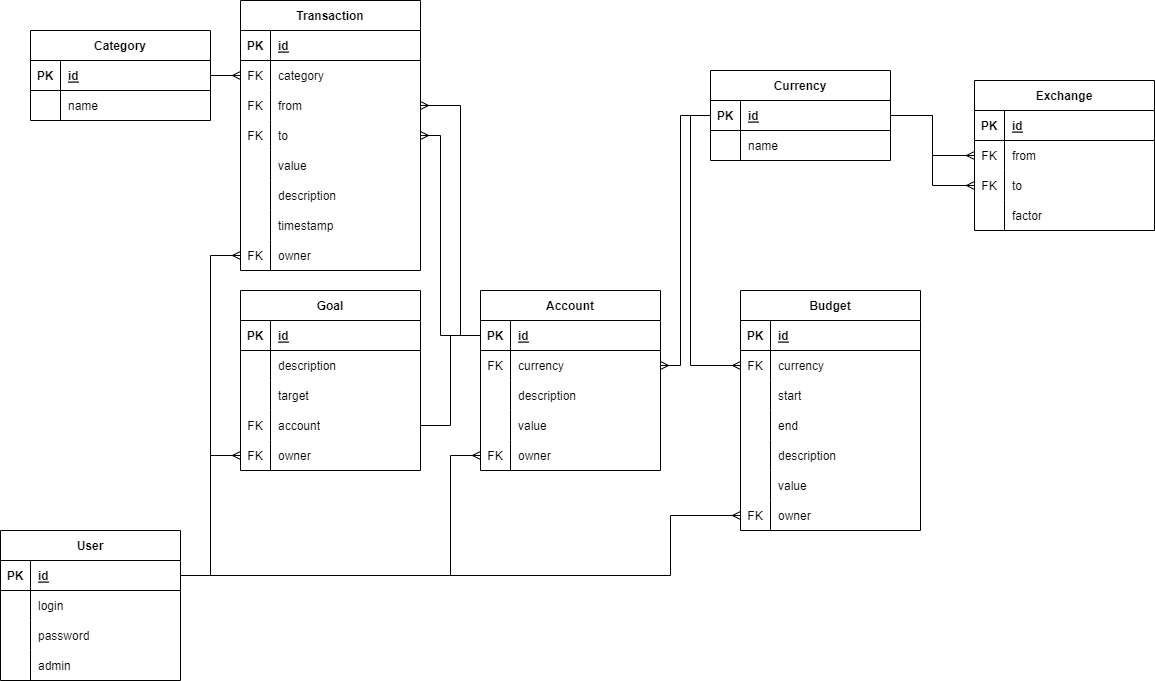 Transaction
PK id
FK category
FK from
FK to
value
description
timestamp
FK owner
Category
PK id
name
Currency
PK id
name
Exchange
PK id
FK from
FK to
factor
Goal
PK id
description
target
FK account
FK owner
Account
PK id
FK currency
description
value
FK owner
Budget
PK id
FK currency
start
end
description
value
FK owner
User
PK id
login
password
admin